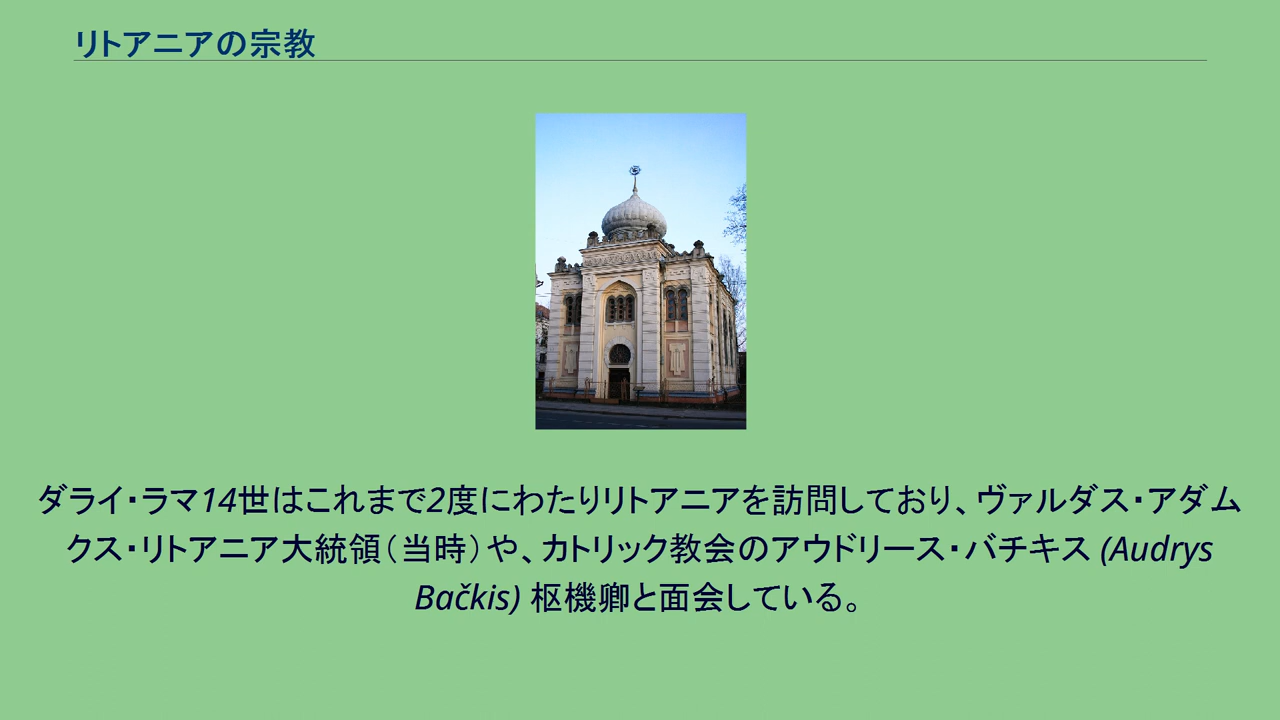 リトアニアの宗教
ダライ・ラマ14世はこれまで2度にわたりリトアニアを訪問しており、ヴァルダス・アダム
クス・リトアニア大統領（当時）や、カトリック教会のアウドリース・バチキス (Audrys
Bačkis) 枢機卿と面会している。